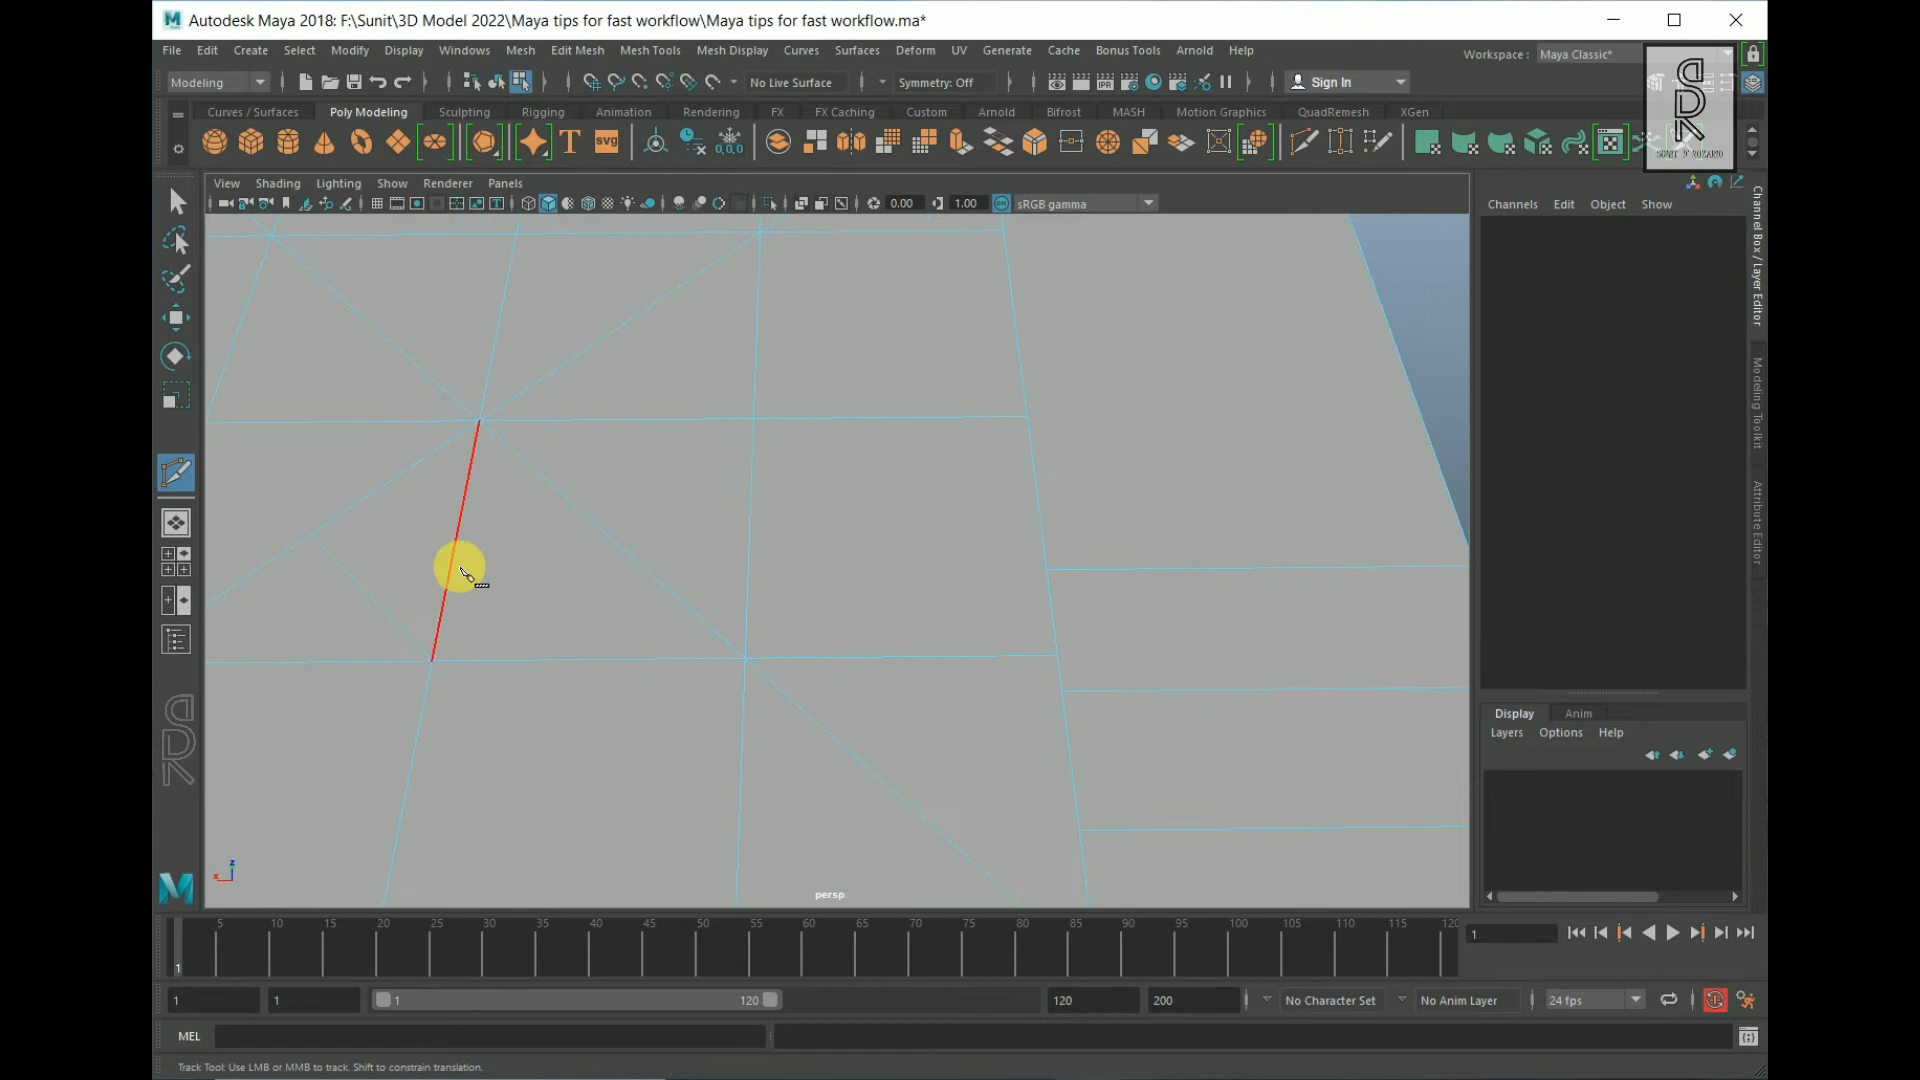 Autodesk Maya 2018: F:\Sunit\3D Model 2022\Maya tips for fast workflow\Maya tips for fast workflow.ma*
File Edit Create Select Modify Display Windows Mesh Edit Mesh Mesh Tools Mesh Display Curves Surfaces Deform UV Generate Cache Bonus Tools Arnold Help
Workspace : Maya Classic*
Modeling No Live Surface Symmetry: Off Sign In
Curves / Surfaces Poly Modeling Sculpting Rigging Animation Rendering FX FX Caching Custom Arnold Bifrost MASH Motion Graphics QuadRemesh XGen
SUNIT D' ROZARIO
View Shading Lighting Show Renderer Panels
0.00 1.00 sRGB gamma
Channels Edit Object Show
Channel Box / Layer Editor
Modeling Toolkit
Attribute Editor
persp
Display Anim
Layers Options Help
5 10 15 20 25 30 35 40 45 50 55 60 65 70 75 80 85 90 95 100 105 110 115 120
1
1
1 1 1 120 120 200 No Character Set No Anim Layer 24 fps
MEL
Track Tool: Use LMB or MMB to track. Shift to constrain translation.